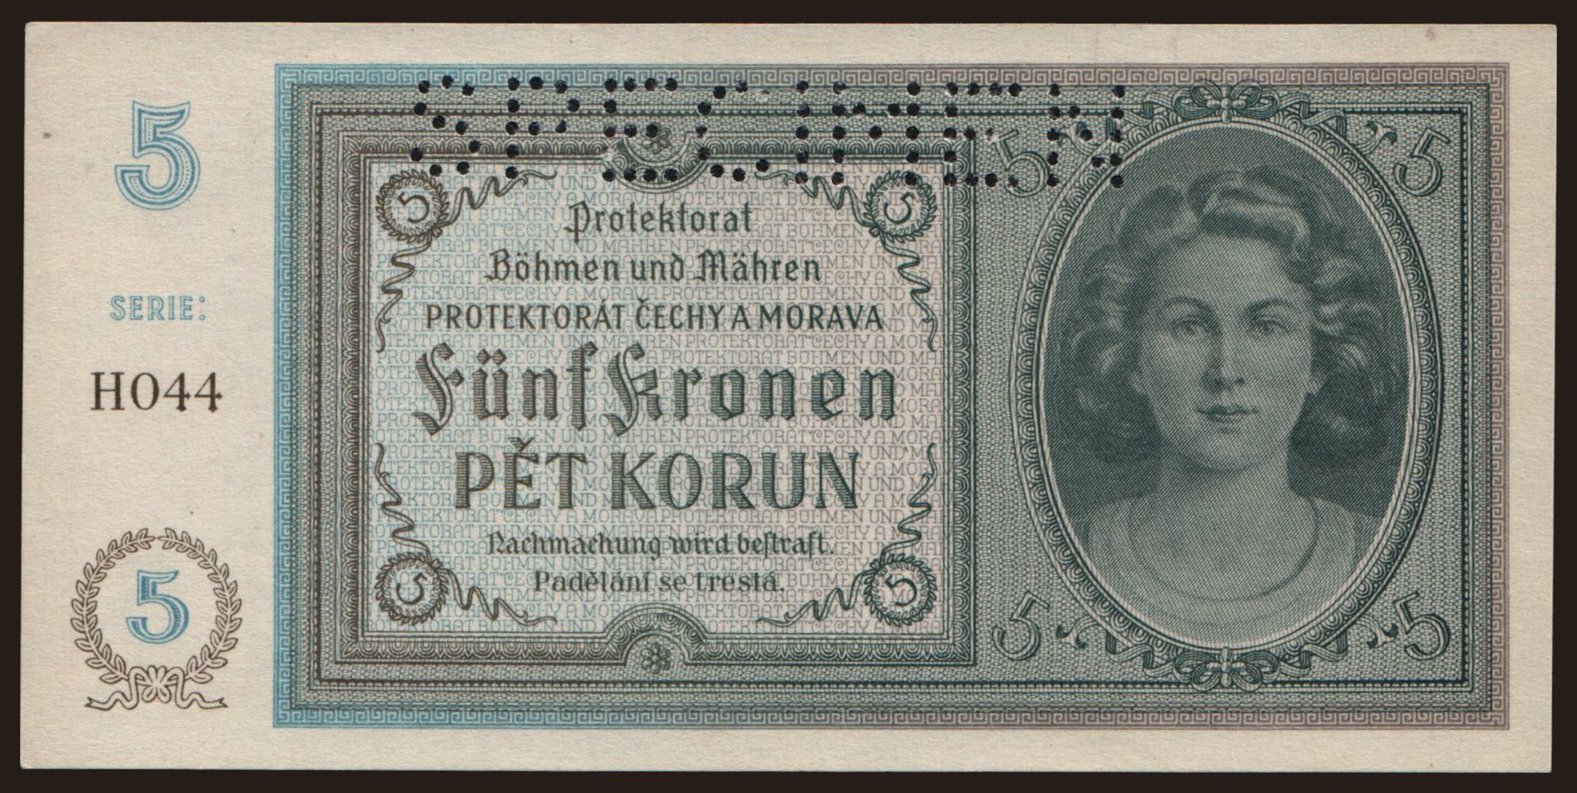 SPECIMEN
5
5
5
5
5
Protektorat
Böhmen und Mähren
PROTEKTORÁT ČECHY A MORAVA
SERIE:
H044
Fünf Kronen
PĚT KORUN
Nachmachung wird bestraft.
Padělání se trestá.
5
5
5
5
5